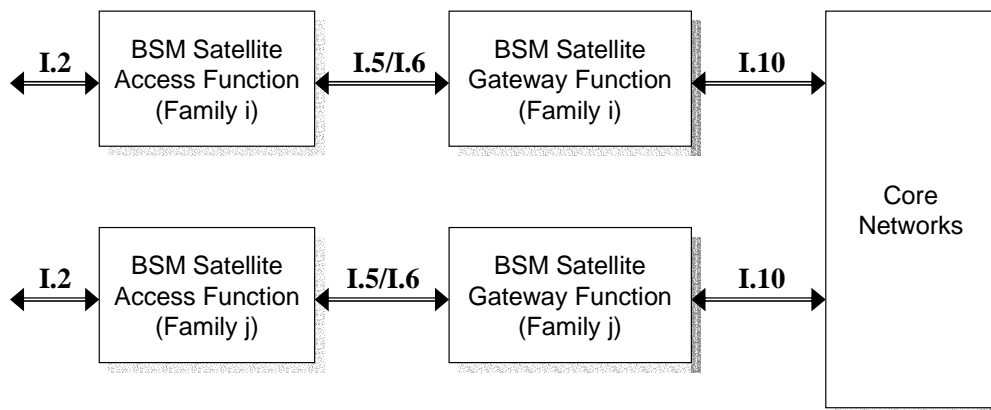 I.2
BSM Satellite
Access Function
(Family i)
I.5/I.6
BSM Satellite
Gateway Function
(Family i)
I.10
Core
Networks
I.2
BSM Satellite
Access Function
(Family j)
I.5/I.6
BSM Satellite
Gateway Function
(Family j)
I.10